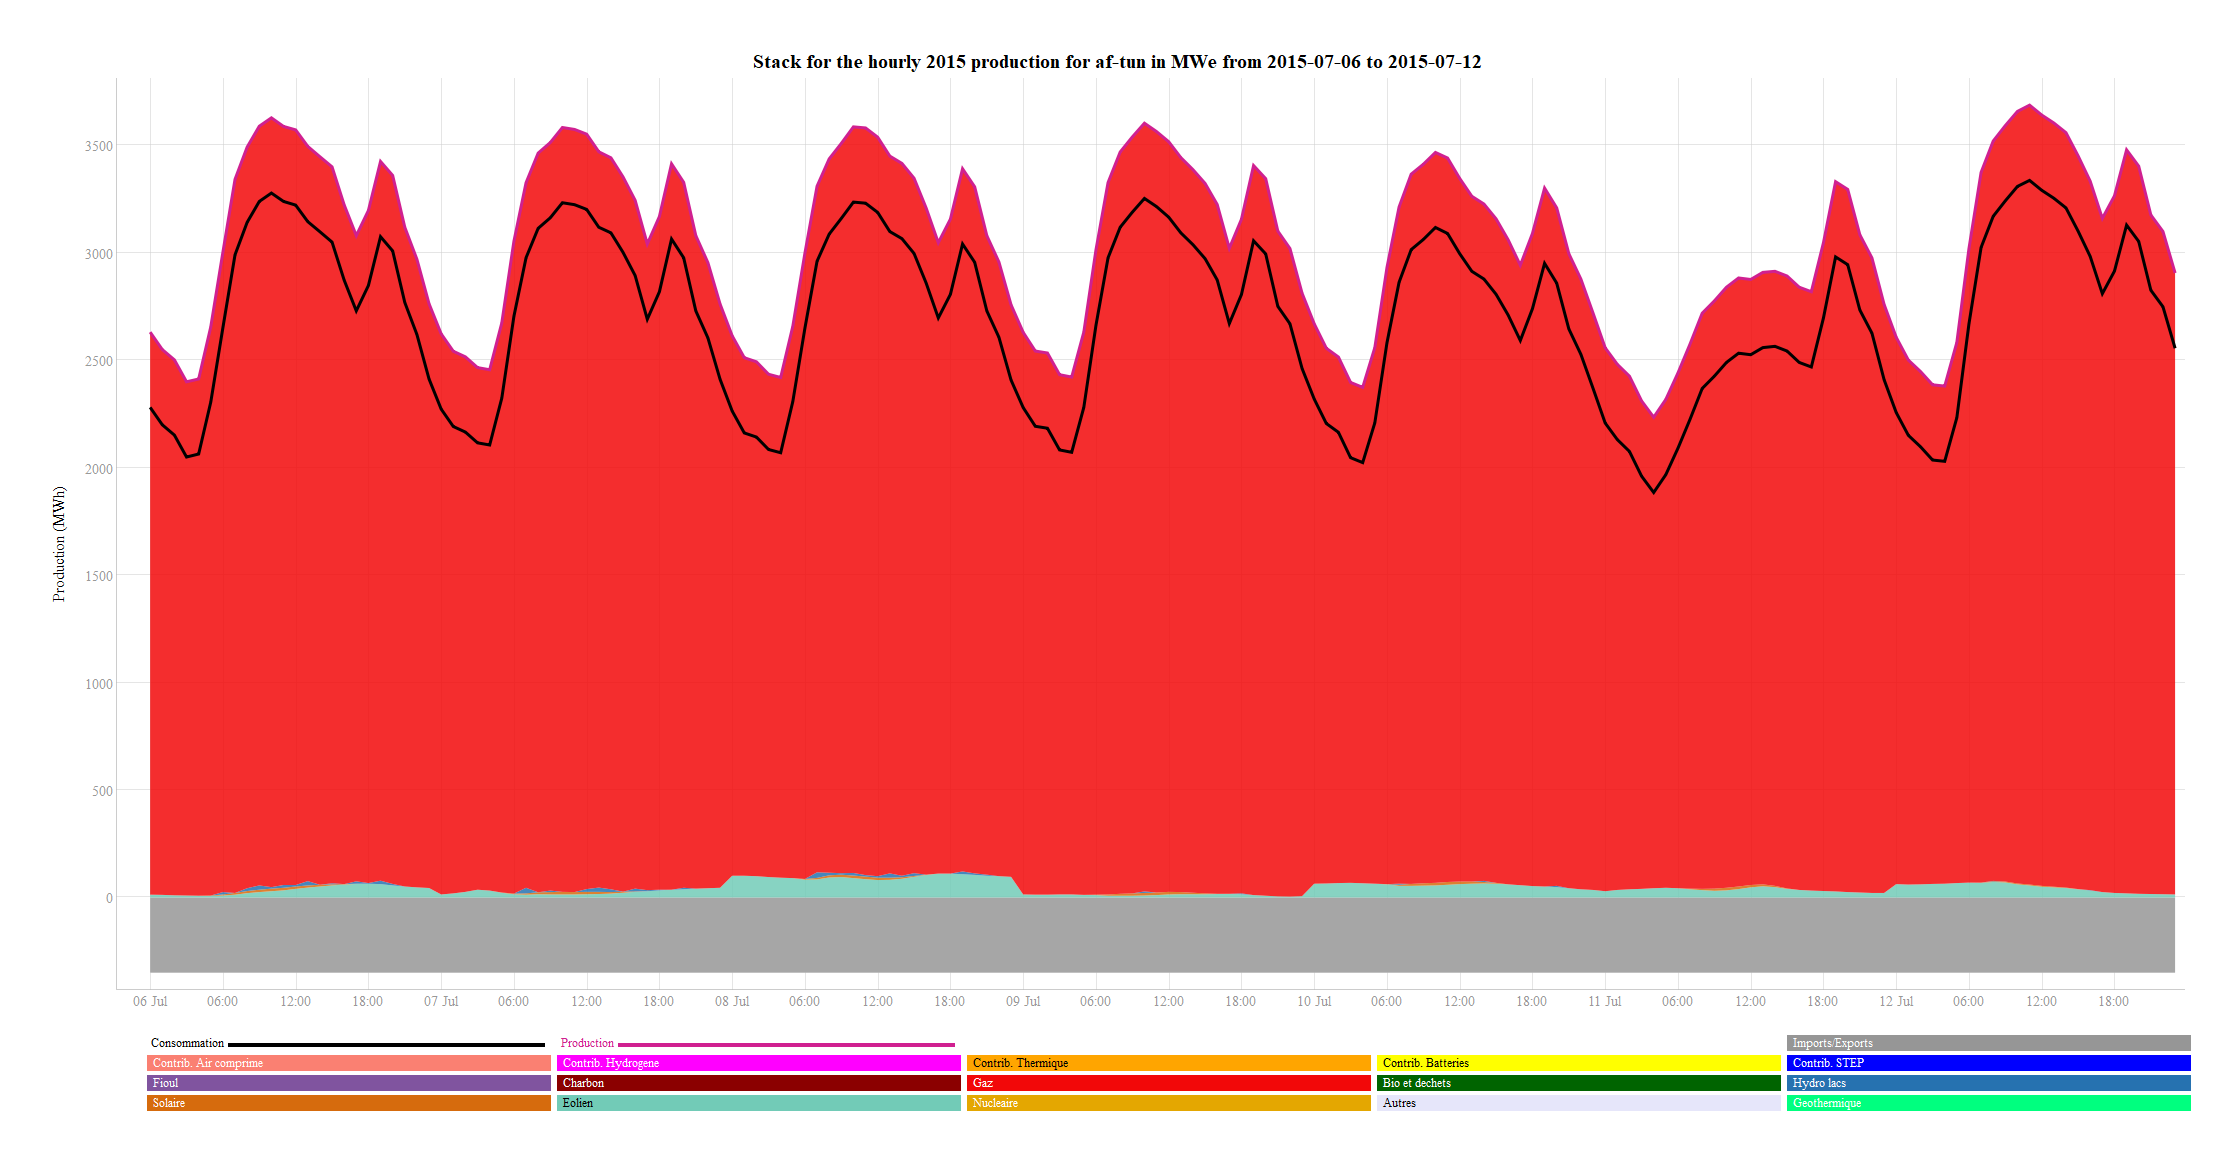 Stack for the hourly 2015 production for af-tun in MWe from 2015-07-06 to 2015-07-12
Production (MWh)
3500
3000
2500
2000
1500
1000
500
0
06 Jul 06:00 12:00 18:00 07 Jul 06:00 12:00 18:00 08 Jul 06:00 12:00 18:00 09 Jul 06:00 12:00 18:00 10 Jul 06:00 12:00 18:00 11 Jul 06:00 12:00 18:00 12 Jul 06:00 12:00 18:00
Consommation Production Imports/Exports
Contrib. Air comprime Contrib. Hydrogene Contrib. Thermique Contrib. Batteries Contrib. STEP
Fioul Charbon Gaz Bio et dechets Hydro lacs
Solaire Eolien Nucleaire Autres Geothermique